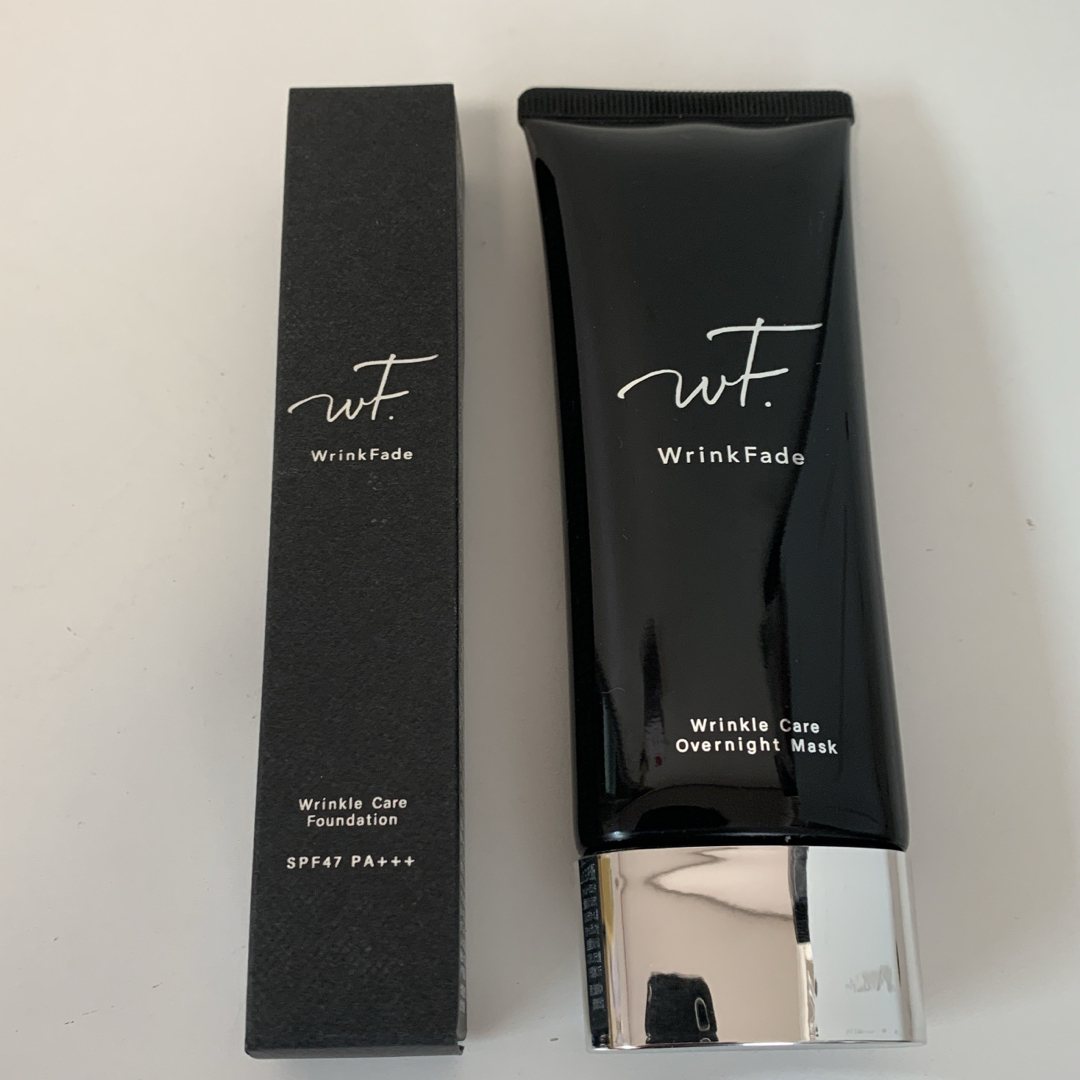 wF.
WrinkFade
Wrinkle Care
Foundation
SPF47 PA+++
wF.
WrinkFade
Wrinkle Care
Overnight Mask